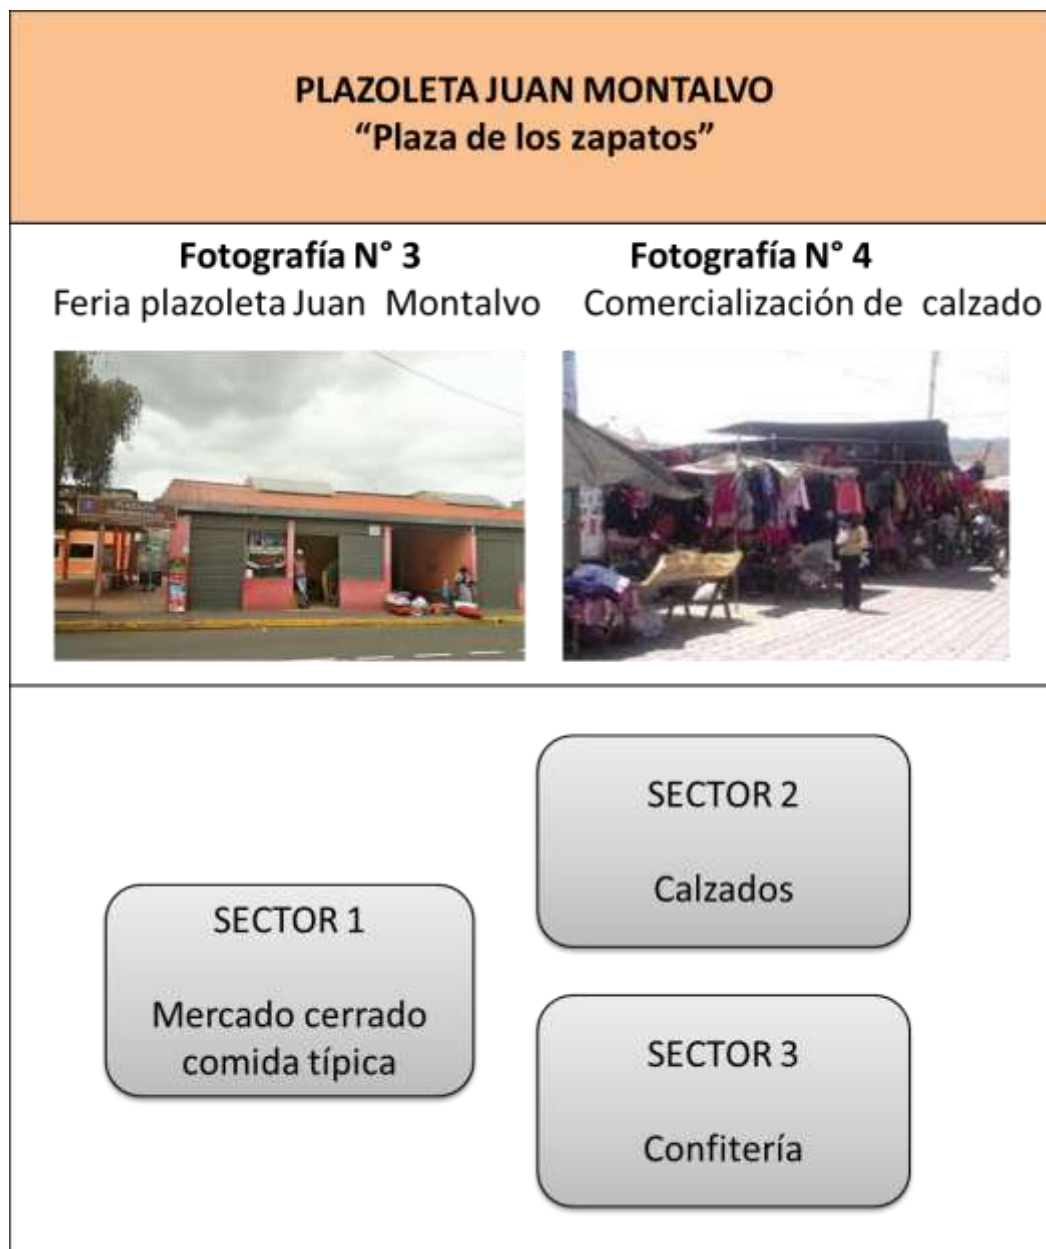 PLAZOLETA JUAN MONTALVO
“Plaza de los zapatos”
Fotografía N° 3
Feria plazoleta Juan Montalvo
Fotografía N° 4
Comercialización de calzado
SECTOR 1
Mercado cerrado
comida típica
SECTOR 2
Calzados
SECTOR 3
Confitería